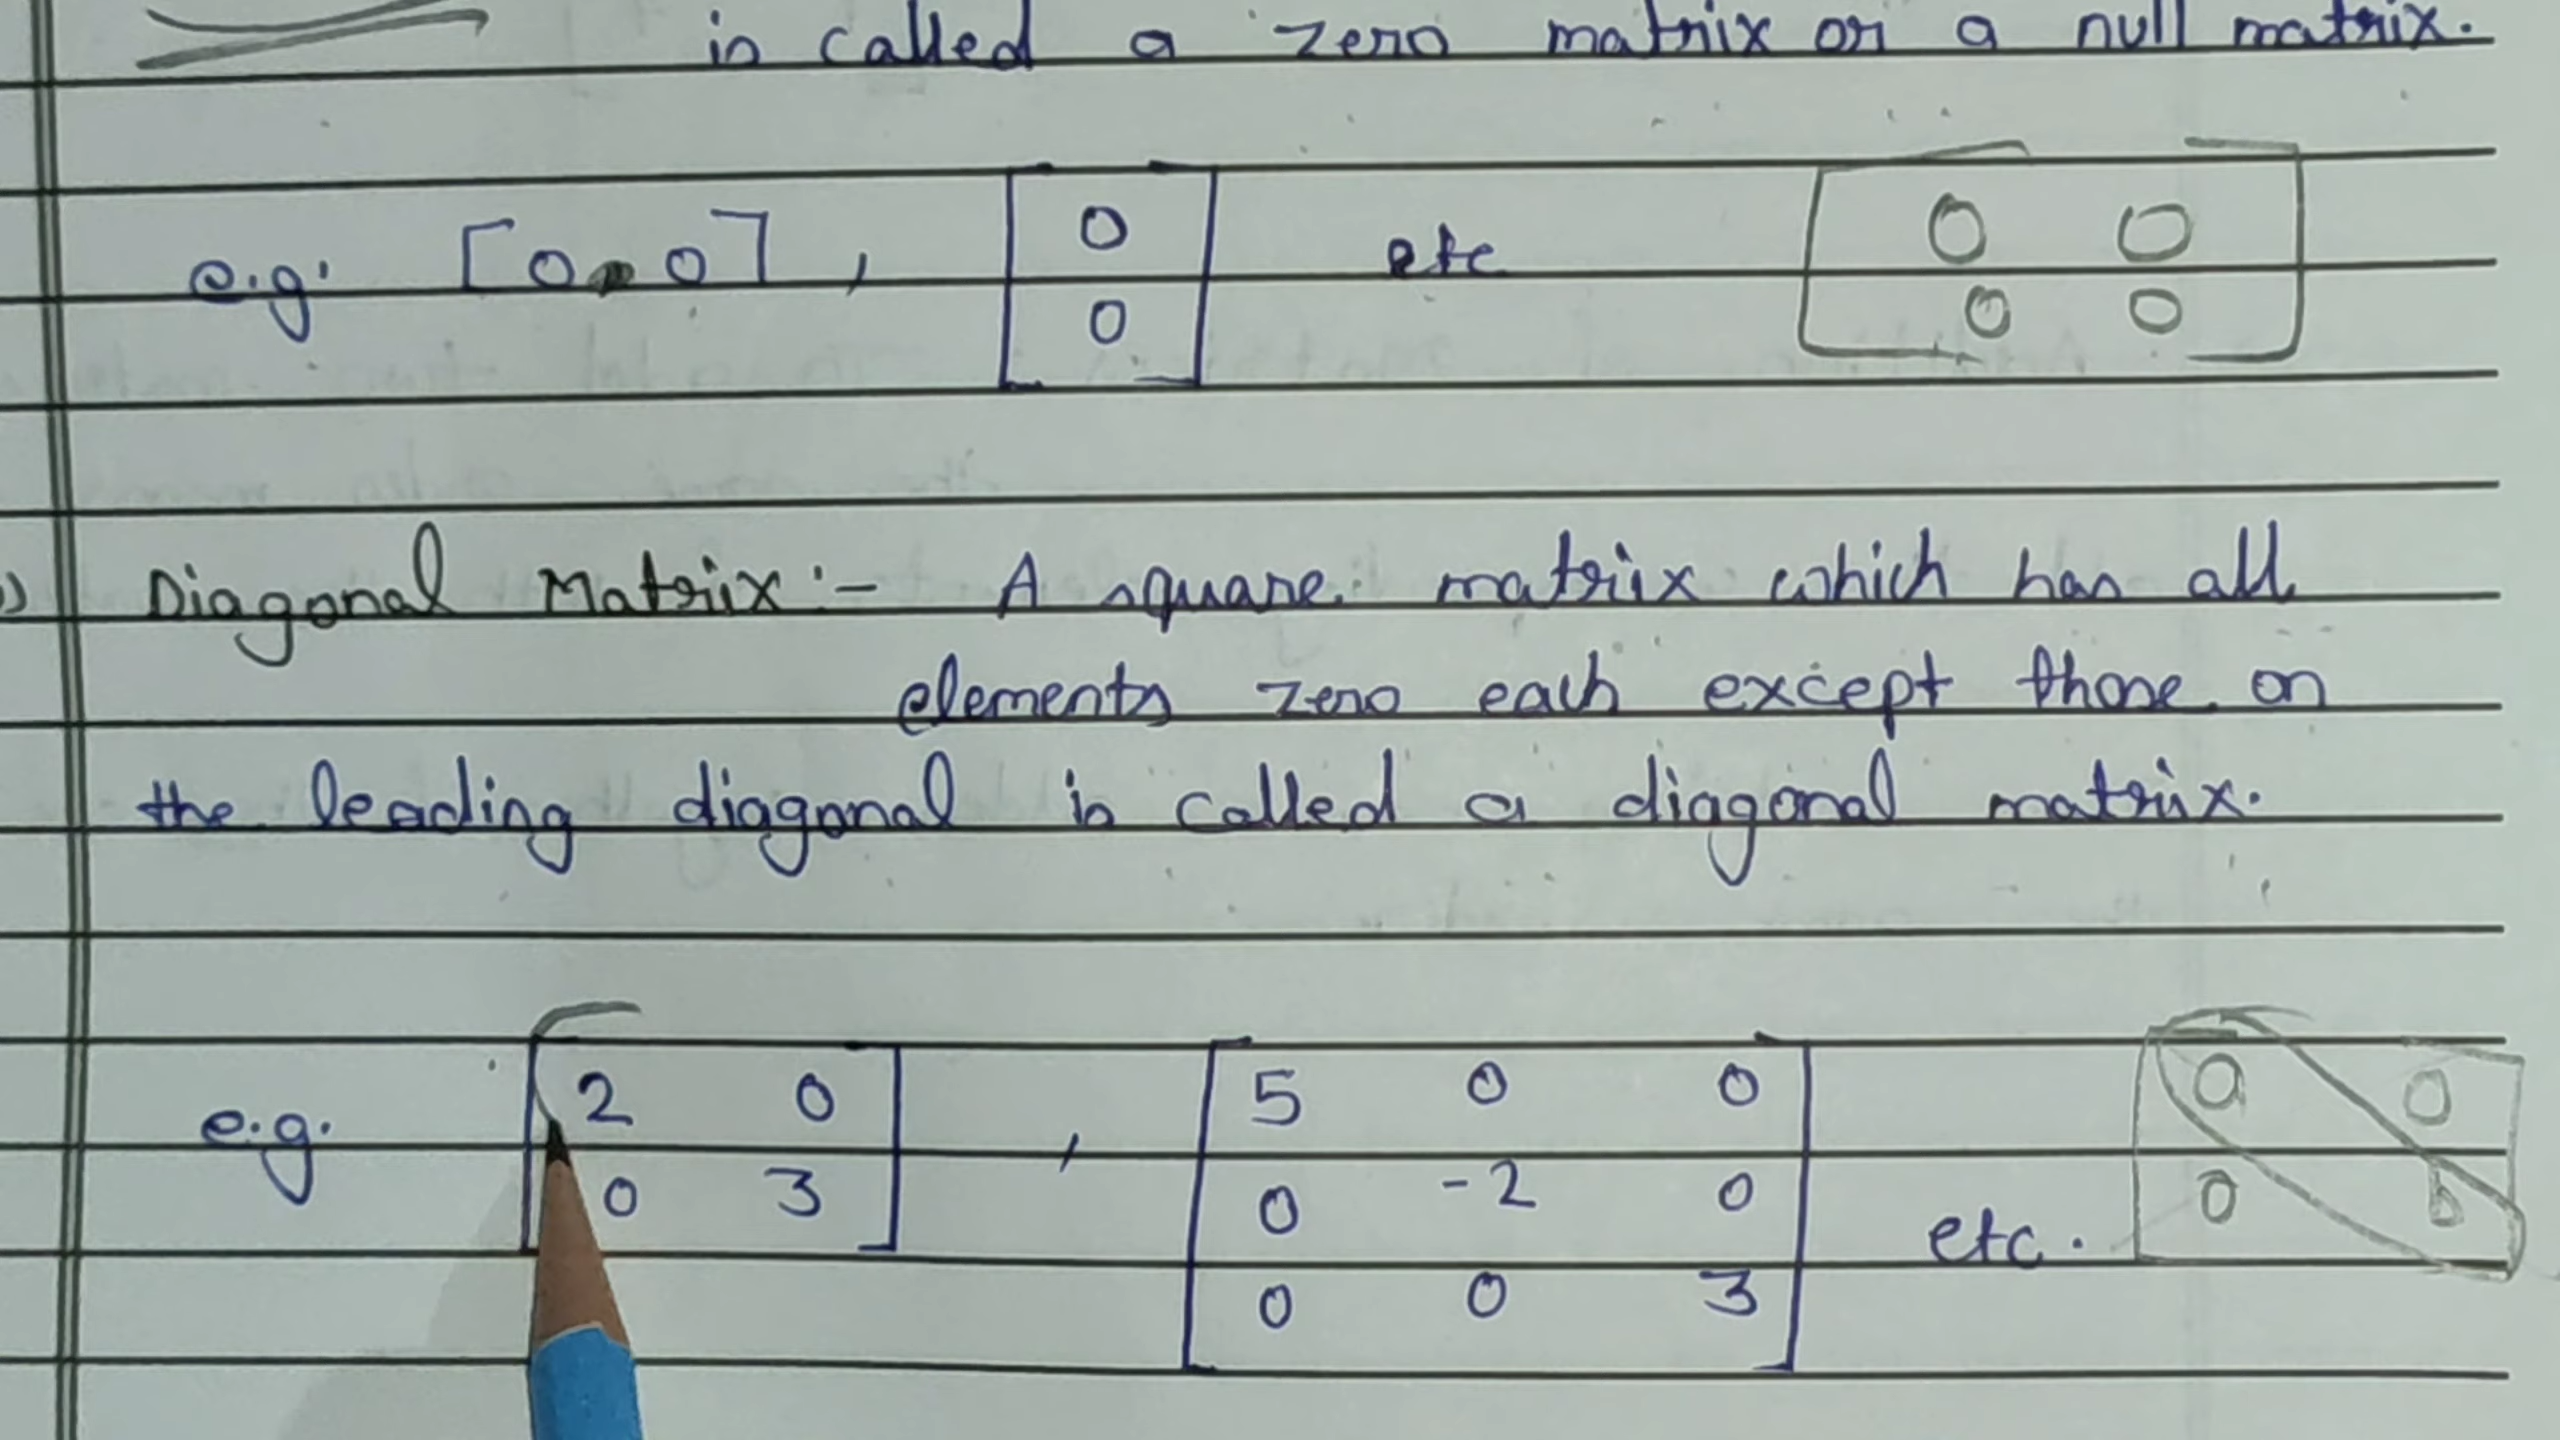 is called a zero matrix or a null matrix.
e.g: [0 0] , [0 etc [0 0
0] 0 0]
Diagonal Matrix :- A square matrix which has all
elements zero each except those on
the leading diagonal is called a diagonal matrix.
e.g. [2 0 , [5 0 0 [a 0
0 3] 0 -2 0 etc. 0 b]
0 0 3]